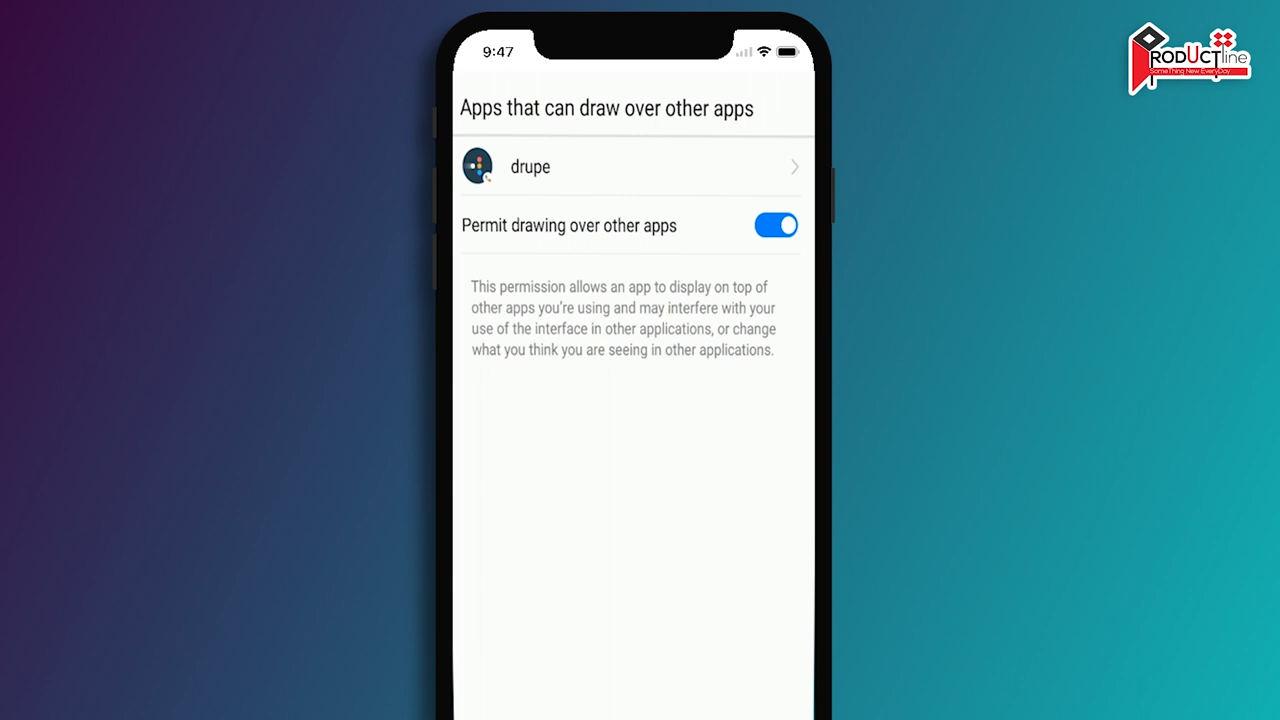 9:47
PRODUCTline
SomeThing New EveryDay
Apps that can draw over other apps
drupe
Permit drawing over other apps
This permission allows an app to display on top of
other apps you're using and may interfere with your
use of the interface in other applications, or change
what you think you are seeing in other applications.